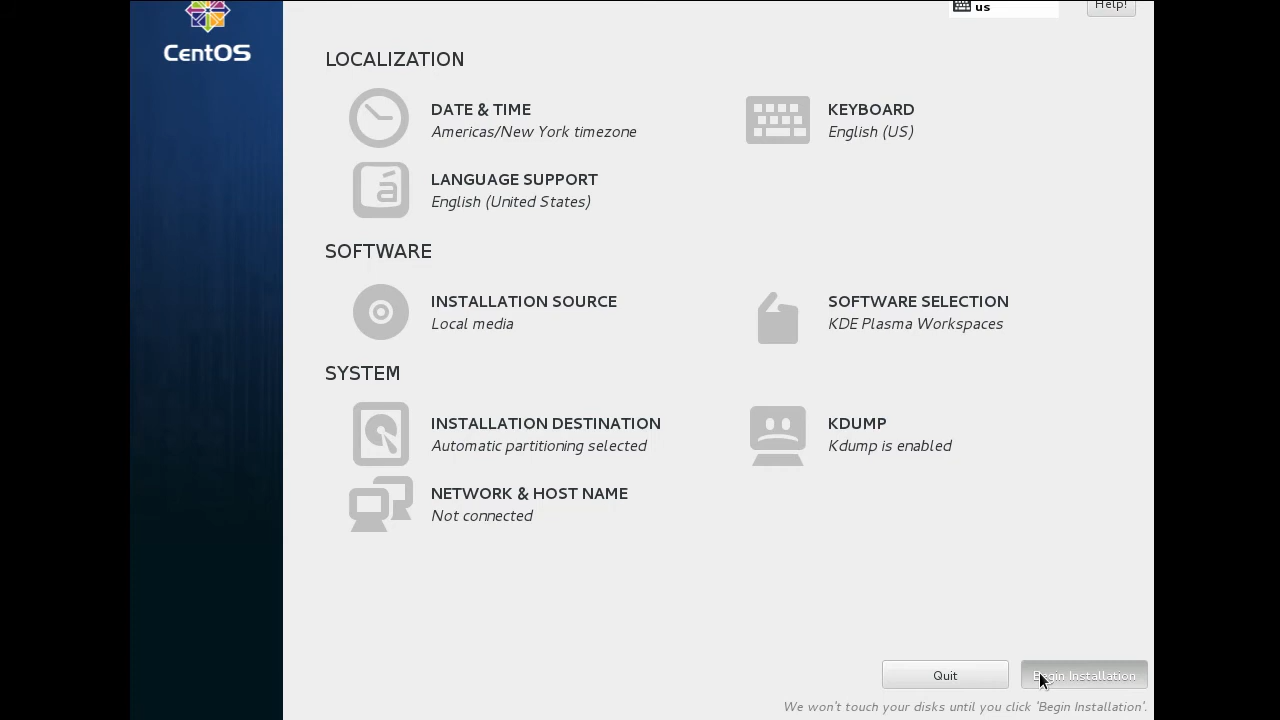 us
Help!
CentOS
LOCALIZATION
DATE & TIME
Americas/New York timezone
KEYBOARD
English (US)
LANGUAGE SUPPORT
English (United States)
SOFTWARE
INSTALLATION SOURCE
Local media
SOFTWARE SELECTION
KDE Plasma Workspaces
SYSTEM
INSTALLATION DESTINATION
Automatic partitioning selected
KDUMP
Kdump is enabled
NETWORK & HOST NAME
Not connected
Quit
Begin Installation
We won't touch your disks until you click 'Begin Installation'.